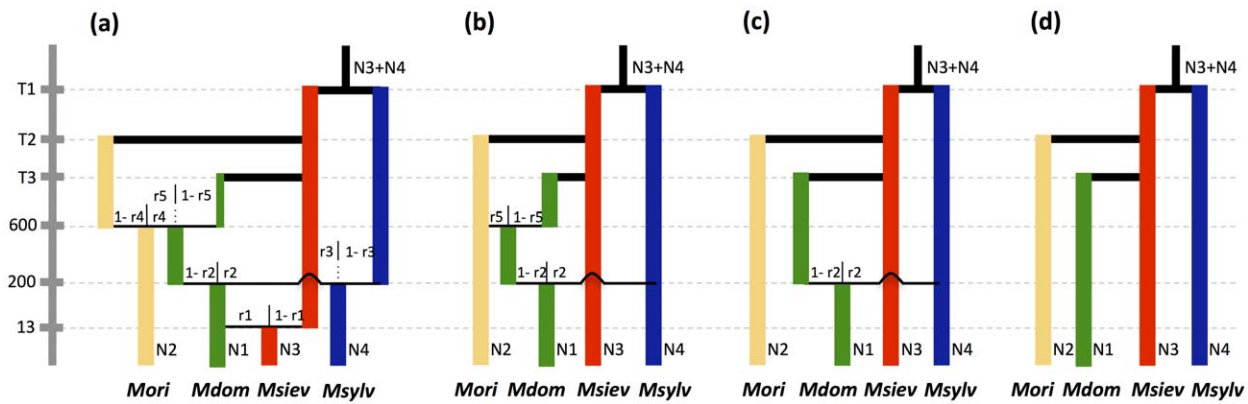 (a) (b) (c) (d)
N3+N4 N3+N4 N3+N4 N3+N4
T1
T2
T3
r5 1- r5
1- r4 r4 r5 1- r5
600
r3 1- r3
1- r2 r2 1- r2 r2 1- r2 r2
200
r1 1- r1
13
N2 N1 N3 N4 N2 N1 N3 N4 N2 N1 N3 N4 N2 N1 N3 N4
Mori Mdom Msiev Msylv Mori Mdom Msiev Msylv Mori Mdom Msiev Msylv Mori Mdom Msiev Msylv